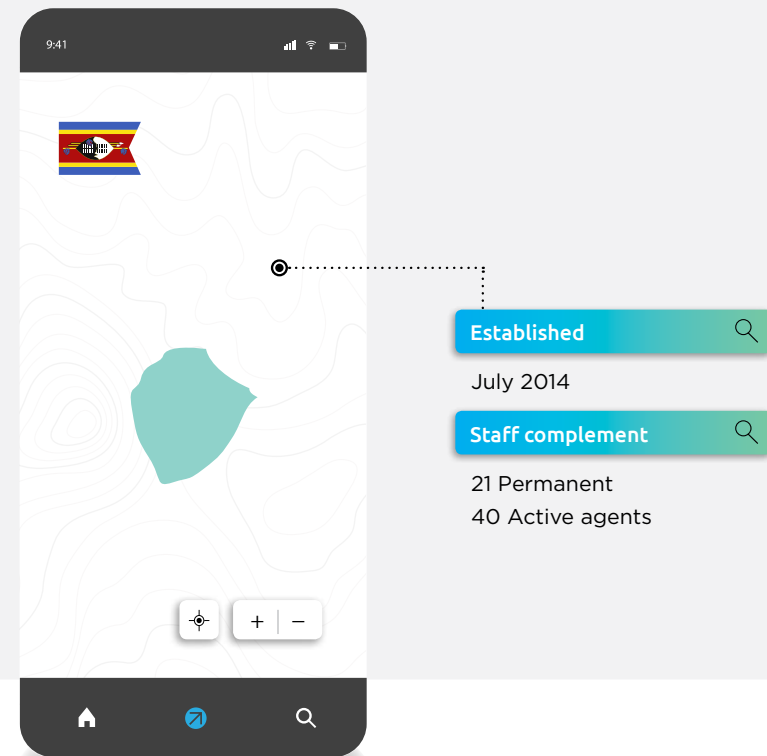 9:41
Established
July 2014
Staff complement
21 Permanent
40 Active agents